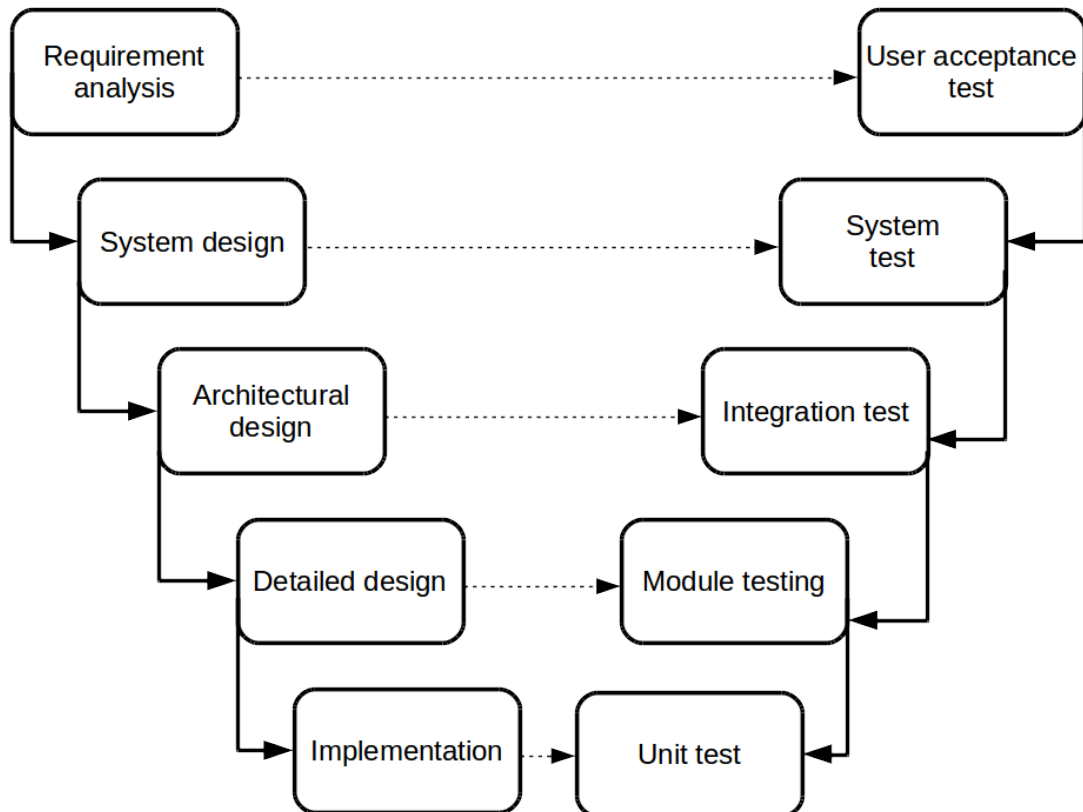 Requirement
analysis
User acceptance
test
System design
System
test
Architectural
design
Integration test
Detailed design
Module testing
Implementation
Unit test